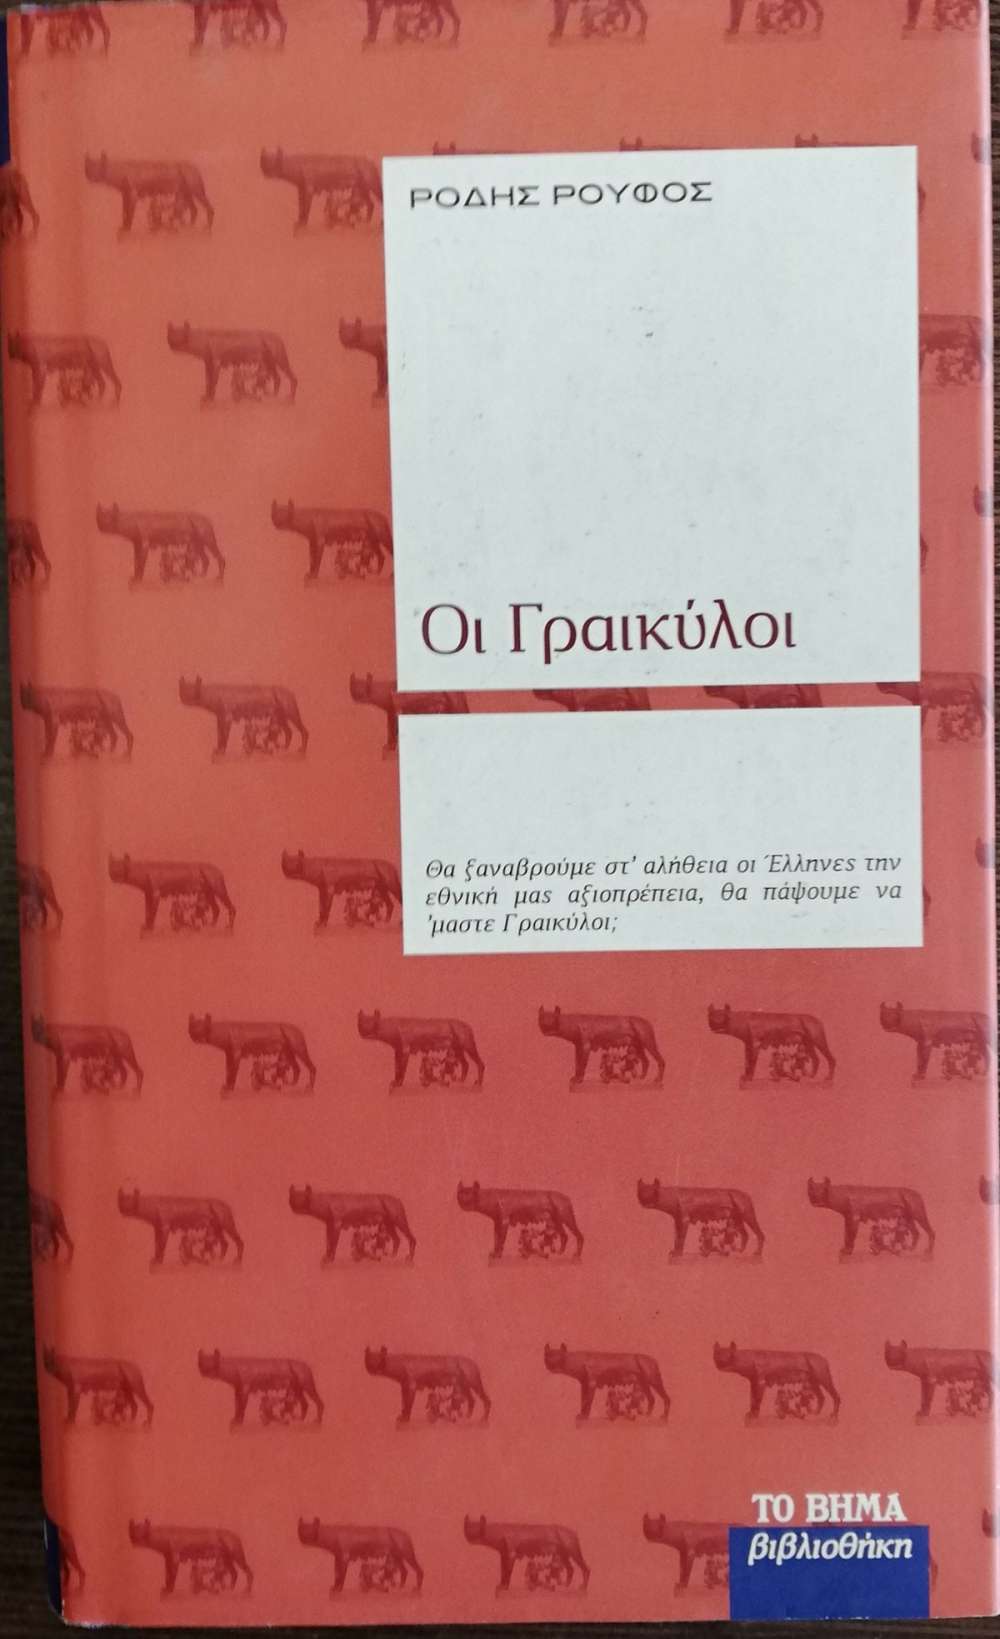 ΡΟΔΗΣ ΡΟΥΦΟΣ
Οι Γραικύλοι
Θα ξαναβρούμε στ' αλήθεια οι Έλληνες την
εθνική μας αξιοπρέπεια, θα πάψουμε να
'μαστε Γραικύλοι;
ΤΟ ΒΗΜΑ
βιβλιοθήκη